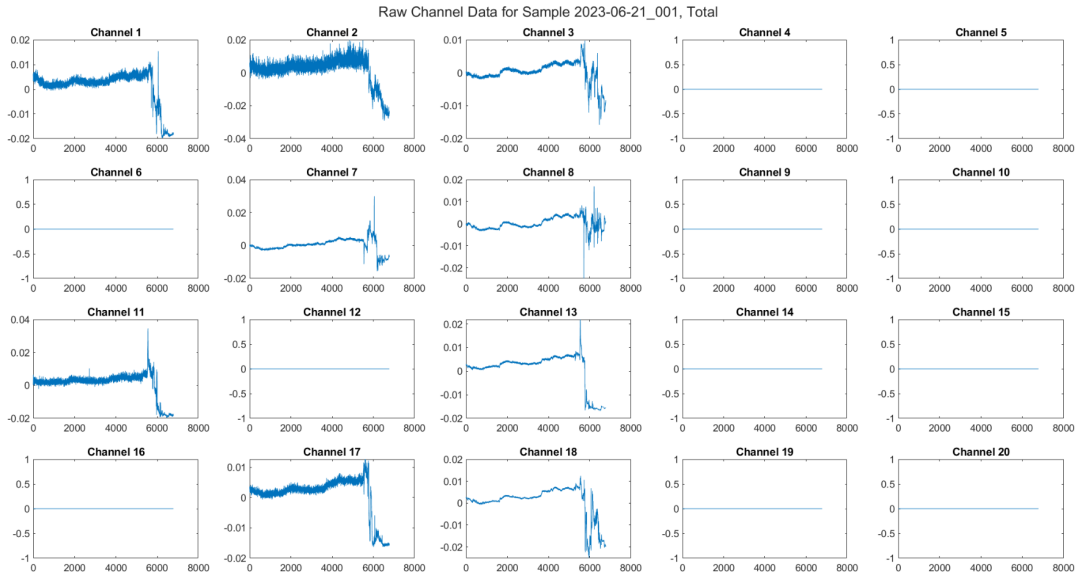 Raw Channel Data for Sample 2023-06-21_001, Total
Channel 1
Channel 2
Channel 3
Channel 4
Channel 5
0.02
0.01
0
-0.01
-0.02
0 2000 4000 6000 8000
0.02
0
-0.02
-0.04
0 2000 4000 6000 8000
0.01
0
-0.01
-0.02
0 2000 4000 6000 8000
1
0.5
0
-0.5
-1
0 2000 4000 6000 8000
1
0.5
0
-0.5
-1
0 2000 4000 6000 8000
Channel 6
Channel 7
Channel 8
Channel 9
Channel 10
1
0.5
0
-0.5
-1
0 2000 4000 6000 8000
0.04
0.02
0
-0.02
0 2000 4000 6000 8000
0.02
0.01
0
-0.01
-0.02
0 2000 4000 6000 8000
1
0.5
0
-0.5
-1
0 2000 4000 6000 8000
1
0.5
0
-0.5
-1
0 2000 4000 6000 8000
Channel 11
Channel 12
Channel 13
Channel 14
Channel 15
0.04
0.02
0
-0.02
0 2000 4000 6000 8000
1
0.5
0
-0.5
-1
0 2000 4000 6000 8000
0.02
0.01
0
-0.01
-0.02
0 2000 4000 6000 8000
1
0.5
0
-0.5
-1
0 2000 4000 6000 8000
1
0.5
0
-0.5
-1
0 2000 4000 6000 8000
Channel 16
Channel 17
Channel 18
Channel 19
Channel 20
1
0.5
0
-0.5
-1
0 2000 4000 6000 8000
0.01
0
-0.01
-0.02
0 2000 4000 6000 8000
0.02
0.01
0
-0.01
-0.02
0 2000 4000 6000 8000
1
0.5
0
-0.5
-1
0 2000 4000 6000 8000
1
0.5
0
-0.5
-1
0 2000 4000 6000 8000